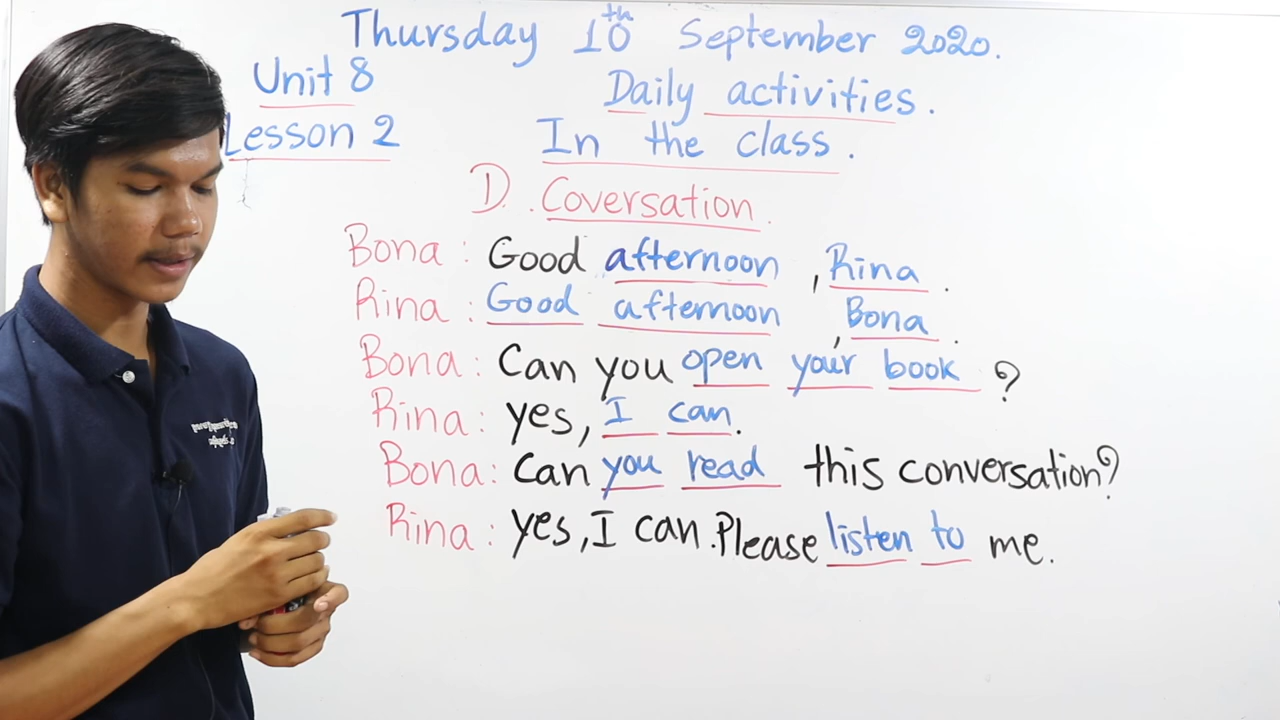 Thursday 10th September 2020.
Unit 8 Daily activities.
Lesson 2 In the class.
D. Coversation.
Bona: Good afternoon, Rina.
Rina: Good afternoon, Bona.
Bona: Can you open your book?
Rina: yes, I can.
Bona: Can you read this conversation?
Rina: yes, I can. Please listen to me.